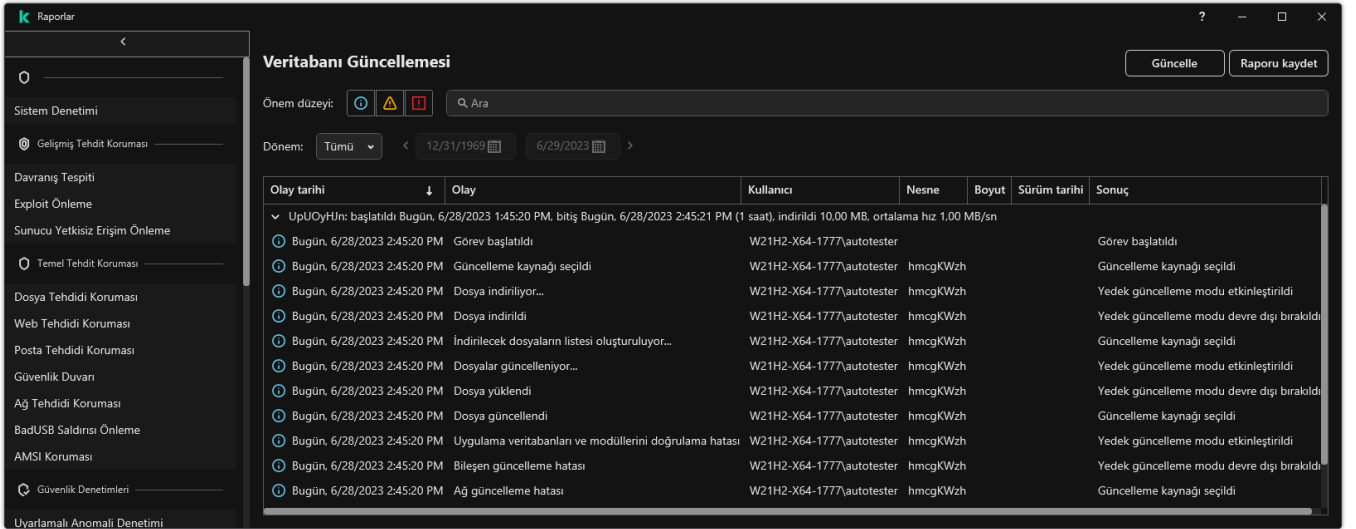 Raporlar
?
Sistem Denetimi
Gelişmiş Tehdit Koruması
Davranış Tespiti
Exploit Önleme
Sunucu Yetkisiz Erişim Önleme
Temel Tehdit Koruması
Dosya Tehdidi Koruması
Web Tehdidi Koruması
Posta Tehdidi Koruması
Güvenlik Duvarı
Ağ Tehdidi Koruması
BadUSB Saldırısı Önleme
AMSI Koruması
Güvenlik Denetimleri
Uyarlamalı Anomali Denetimi
Veritabanı Güncellemesi
Güncelle Raporu kaydet
Önem düzeyi: Ara
Dönem: Tümü 12/31/1969 6/29/2023
Olay tarihi Olay Kullanıcı Nesne Boyut Sürüm tarihi Sonuç
UpUOyHJn: başlatıldı Bugün, 6/28/2023 1:45:20 PM, bitiş Bugün, 6/28/2023 2:45:21 PM (1 saat), indirildi 10,00 MB, ortalama hız 1,00 MB/sn
Bugün, 6/28/2023 2:45:20 PM Görev başlatıldı W21H2-X64-1777\autotester Görev başlatıldı
Bugün, 6/28/2023 2:45:20 PM Güncelleme kaynağı seçildi W21H2-X64-1777\autotester hmcgKWzh Güncelleme kaynağı seçildi
Bugün, 6/28/2023 2:45:20 PM Dosya indiriliyor... W21H2-X64-1777\autotester hmcgKWzh Yedek güncelleme modu etkinleştirildi
Bugün, 6/28/2023 2:45:20 PM Dosya indirildi W21H2-X64-1777\autotester hmcgKWzh Yedek güncelleme modu devre dışı bırakıldı
Bugün, 6/28/2023 2:45:20 PM İndirilecek dosyaların listesi oluşturuluyor... W21H2-X64-1777\autotester hmcgKWzh Güncelleme kaynağı seçildi
Bugün, 6/28/2023 2:45:20 PM Dosyalar güncelleniyor... W21H2-X64-1777\autotester hmcgKWzh Yedek güncelleme modu etkinleştirildi
Bugün, 6/28/2023 2:45:20 PM Dosya yüklendi W21H2-X64-1777\autotester hmcgKWzh Yedek güncelleme modu devre dışı bırakıldı
Bugün, 6/28/2023 2:45:20 PM Dosya güncellendi W21H2-X64-1777\autotester hmcgKWzh Güncelleme kaynağı seçildi
Bugün, 6/28/2023 2:45:20 PM Uygulama veritabanları ve modüllerini doğrulama hatası W21H2-X64-1777\autotester hmcgKWzh Yedek güncelleme modu etkinleştirildi
Bugün, 6/28/2023 2:45:20 PM Bileşen güncelleme hatası W21H2-X64-1777\autotester hmcgKWzh Yedek güncelleme modu devre dışı bırakıldı
Bugün, 6/28/2023 2:45:20 PM Ağ güncelleme hatası W21H2-X64-1777\autotester hmcgKWzh Güncelleme kaynağı seçildi